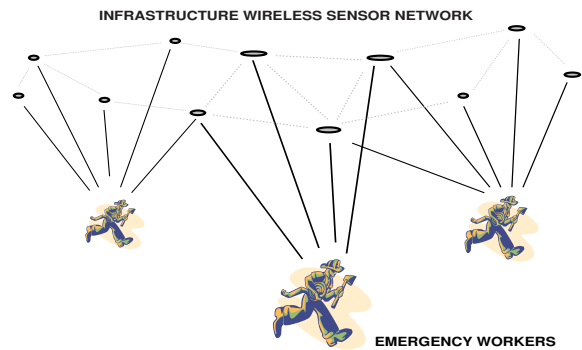 INFRASTRUCTURE WIRELESS SENSOR NETWORK
EMERGENCY WORKERS